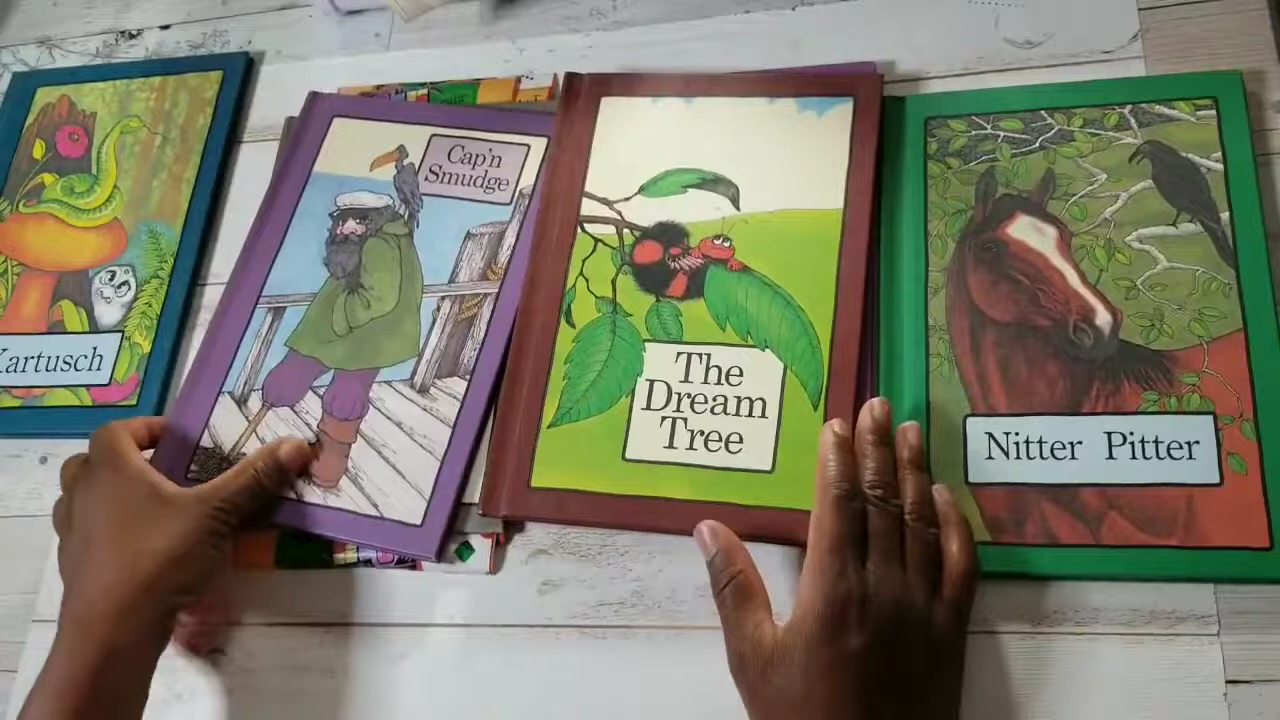 Kartusch
Cap'n
Smudge
The
Dream
Tree
Nitter Pitter